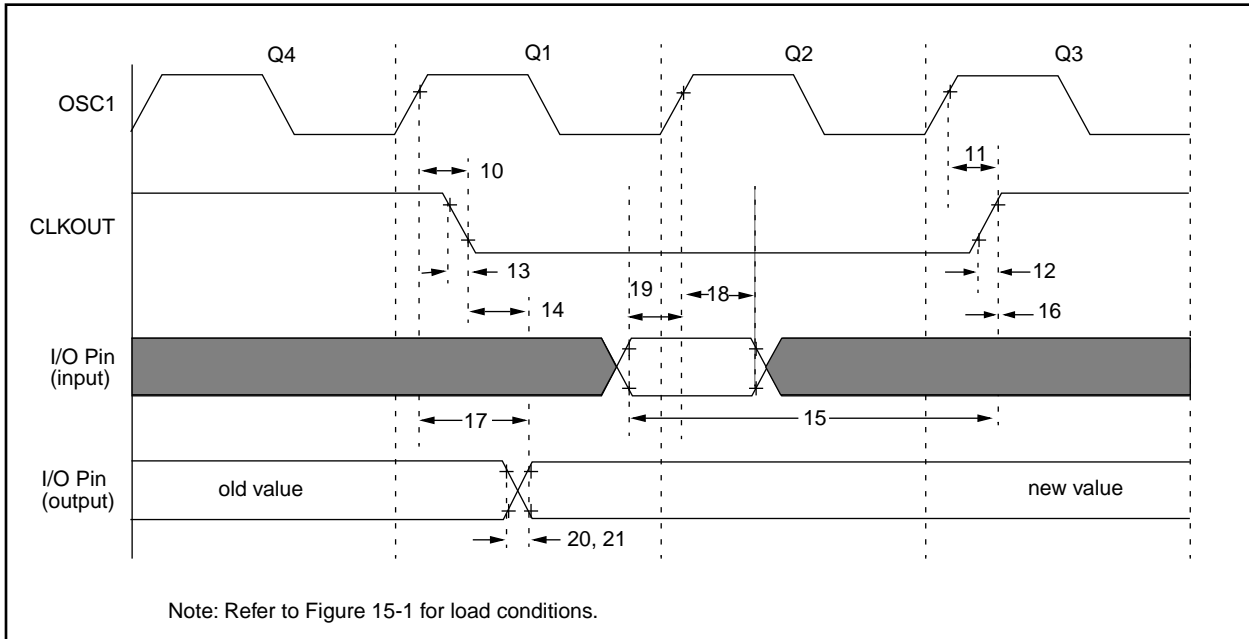 Q4 Q1 Q2 Q3
OSC1
11
10
CLKOUT
13 12
19 18
14 16
I/O Pin
(input)
17 15
I/O Pin
(output)
old value new value
20, 21
Note: Refer to Figure 15-1 for load conditions.